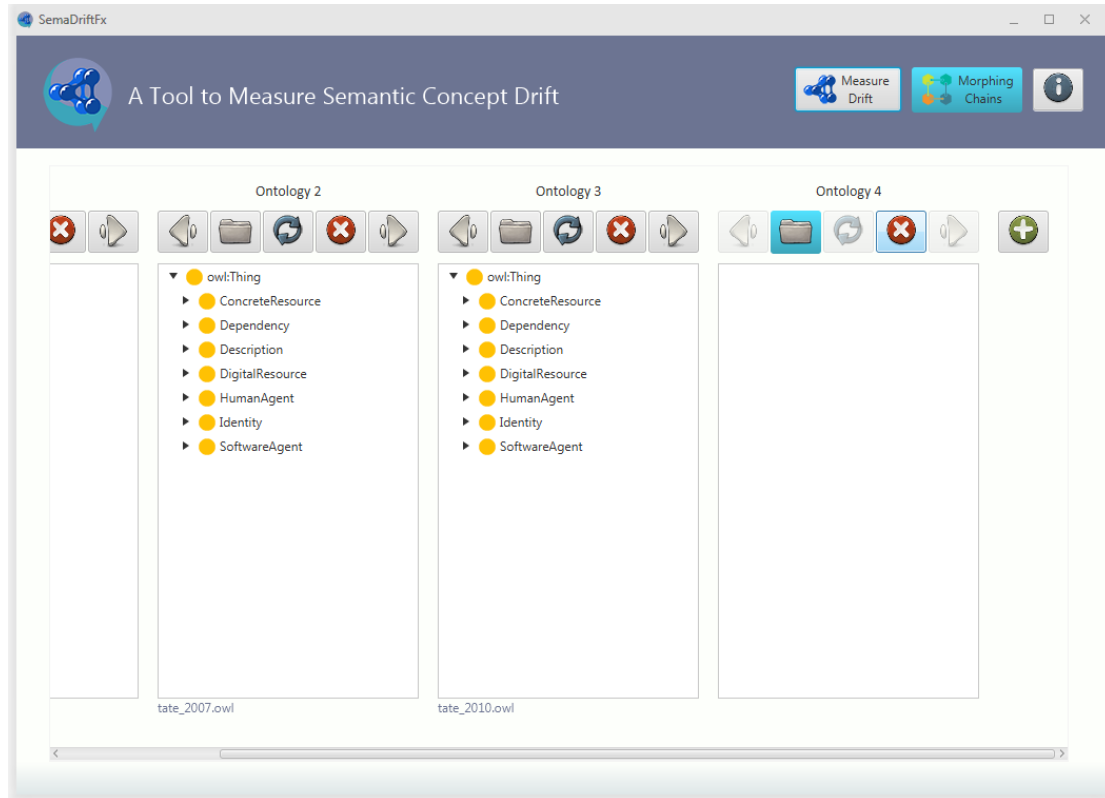 SemaDriftFx
A Tool to Measure Semantic Concept Drift
Measure
Drift
Morphing
Chains
Ontology 2
Ontology 3
Ontology 4
owl:Thing
ConcreteResource
Dependency
Description
DigitalResource
HumanAgent
Identity
SoftwareAgent
tate_2007.owl
owl:Thing
ConcreteResource
Dependency
Description
DigitalResource
HumanAgent
Identity
SoftwareAgent
tate_2010.owl